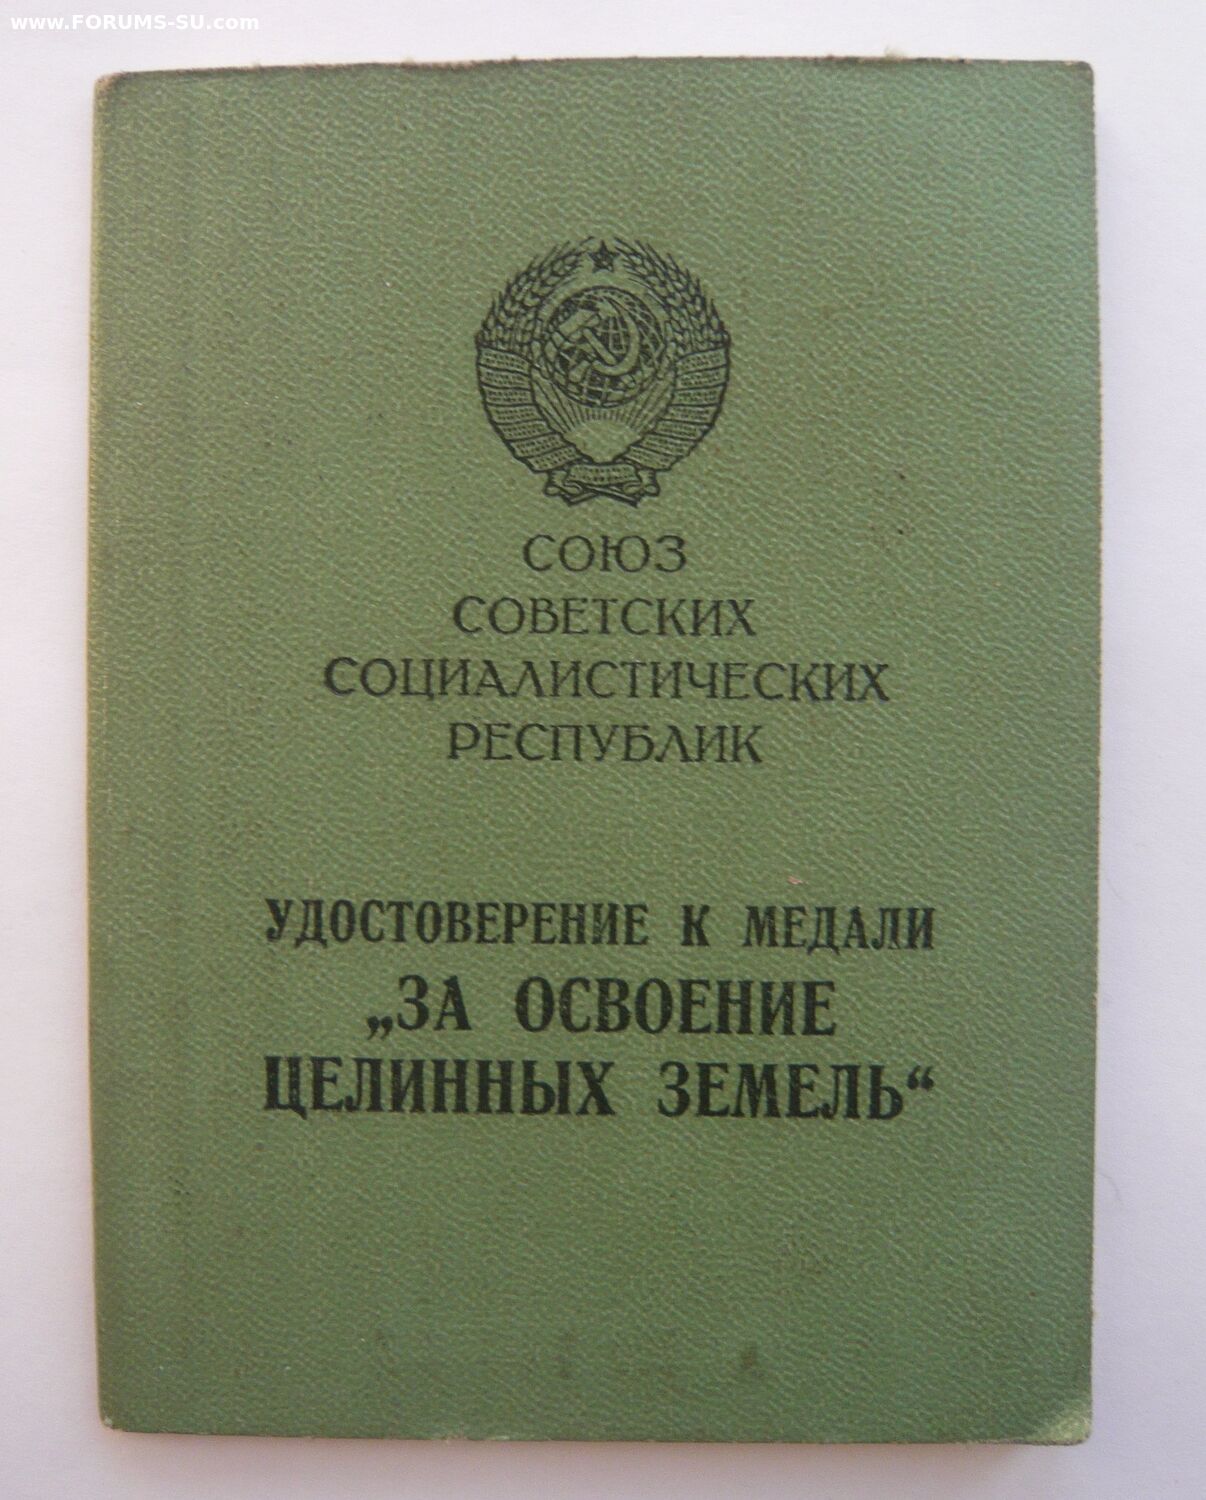 www.FORUMS-SU.com
СОЮЗ
СОВЕТСКИХ
СОЦИАЛИСТИЧЕСКИХ
РЕСПУБЛИК
УДОСТОВЕРЕНИЕ К МЕДАЛИ
„ЗА ОСВОЕНИЕ
ЦЕЛИННЫХ ЗЕМЕЛЬ“